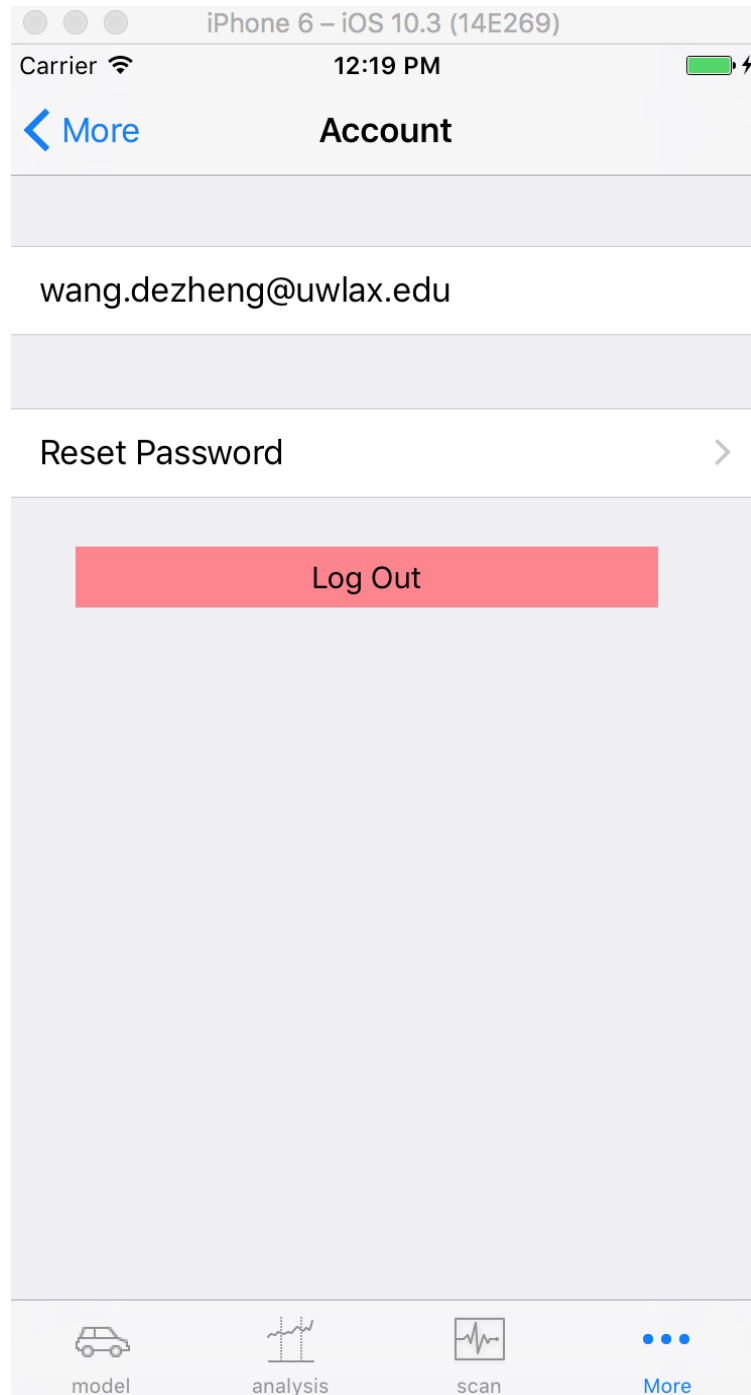 iPhone 6 – iOS 10.3 (14E269)
Carrier 12:19 PM
More Account
wang.dezheng@uwlax.edu
Reset Password
Log Out
model analysis scan More